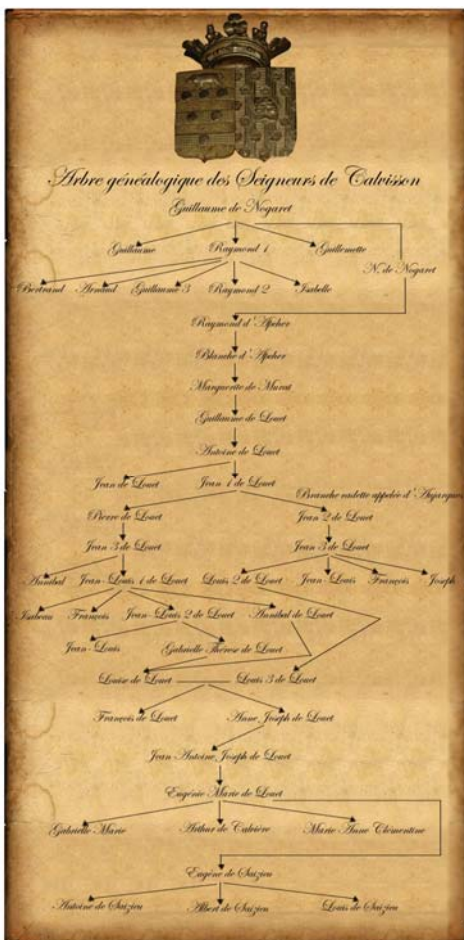 Arbre généalogique des Seigneurs de Calvisson
Guillaume de Nogaret
Guillaume Raymond 1 Guillemette
N. de Nogaret
Bertrand Arnaud Guillaume 3 Raymond 2 Isabelle
Raymond d'Apcher
Blanche d'Apcher
Marguerite de Murat
Guillaume de Louet
Antoine de Louet
Jean de Louet Jean 1 de Louet
Branche cadette appelée d'Aujargues
Pierre de Louet Jean 2 de Louet
Jean 3 de Louet Jean 3 de Louet
Annibal Jean-Louis 1 de Louet Louis 2 de Louet Jean-Louis François Joseph
Isabeau François Jean-Louis 2 de Louet Annibal de Louet
Jean-Louis Gabrielle Thérèse de Louet
Louise de Louet Louis 3 de Louet
François de Louet Anne Joseph de Louet
Jean Antoine Joseph de Louet
Eugénie Marie de Louet
Gabrielle Marie Arthur de Calvière Marie Anne Clémentine
Eugène de Saizieu
Antoine de Saizieu Albert de Saizieu Louis de Saizieu